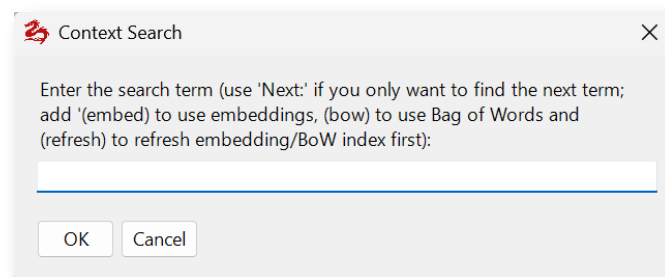 Context Search
Enter the search term (use 'Next:' if you only want to find the next term;
add '(embed) to use embeddings, (bow) to use Bag of Words and
(refresh) to refresh embedding/BoW index first):
OK Cancel